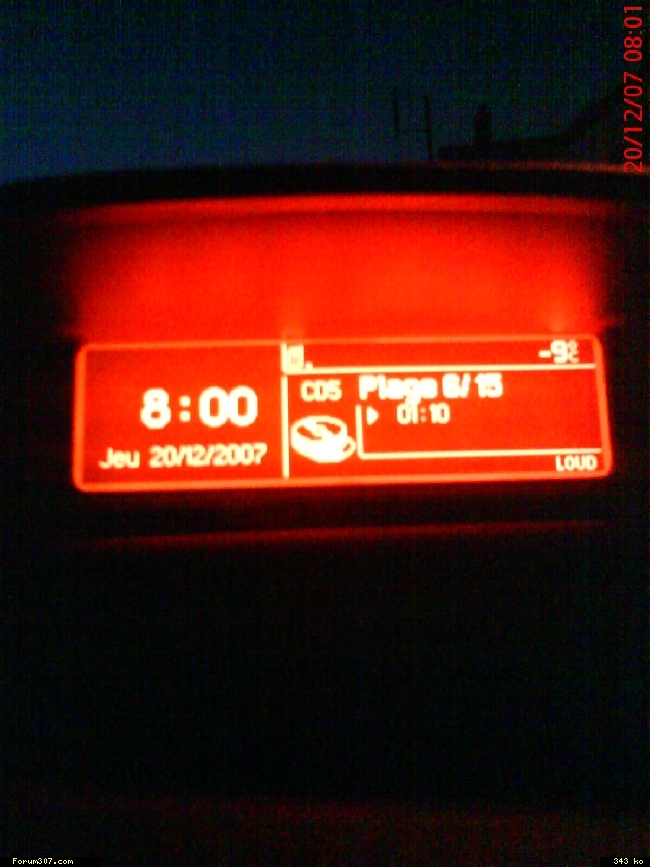 20/12/07 08:01
-9°C
8:00
CD5 Plage 6/15
01:10
Jeu 20/12/2007
LOUD
Forum307.com
343 ko